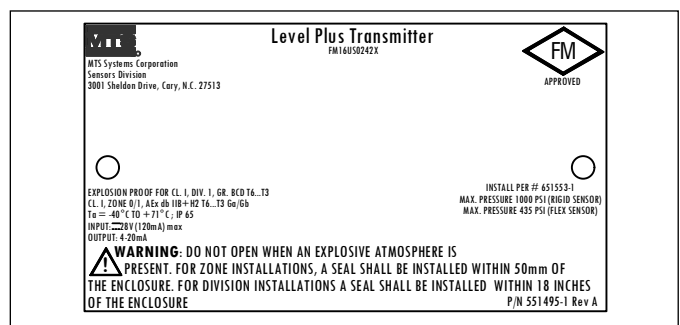 MTS
Level Plus Transmitter
FM16US0242X
FM
APPROVED
MTS Systems Corporation
Sensors Division
3001 Sheldon Drive, Cary, N.C. 27513
EXPLOSION PROOF FOR CL. I, DIV. 1, GR. BCD T6...T3
CL. I, ZONE 0/1, AEx db IIB+H2 T6...T3 Ga/Gb
Ta = -40°C TO +71°C ; IP 65
INPUT:⎓28V(120mA) max
OUTPUT: 4-20mA
INSTALL PER # 651553-1
MAX. PRESSURE 1000 PSI (RIGID SENSOR)
MAX. PRESSURE 435 PSI (FLEX SENSOR)
WARNING: DO NOT OPEN WHEN AN EXPLOSIVE ATMOSPHERE IS
PRESENT. FOR ZONE INSTALLATIONS, A SEAL SHALL BE INSTALLED WITHIN 50mm OF
THE ENCLOSURE. FOR DIVISION INSTALLATIONS A SEAL SHALL BE INSTALLED WITHIN 18 INCHES
OF THE ENCLOSURE
P/N 551495-1 Rev A